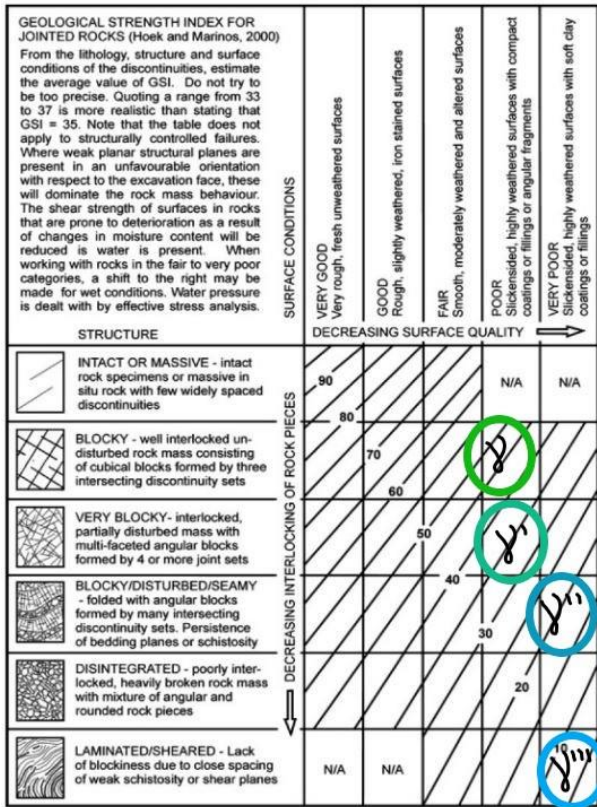 GEOLOGICAL STRENGTH INDEX FOR
JOINTED ROCKS (Hoek and Marinos, 2000)
From the lithology, structure and surface
conditions of the discontinuities, estimate
the average value of GSI. Do not try to
be too precise. Quoting a range from 33
to 37 is more realistic than stating that
GSI = 35. Note that the table does not
apply to structurally controlled failures.
Where weak planar structural planes are
present in an unfavourable orientation
with respect to the excavation face, these
will dominate the rock mass behaviour.
The shear strength of surfaces in rocks
that are prone to deterioration as a result
of changes in moisture content will be
reduced is water is present. When
working with rocks in the fair to very poor
categories, a shift to the right may be
made for wet conditions. Water pressure
is dealt with by effective stress analysis.
STRUCTURE
SURFACE CONDITIONS
VERY GOOD
Very rough, fresh unweathered surfaces
GOOD
Rough, slightly weathered, iron stained surfaces
FAIR
Smooth, moderately weathered and altered surfaces
POOR
Slickensided, highly weathered surfaces with compact
coatings or fillings or angular fragments
VERY POOR
Slickensided, highly weathered surfaces with soft clay
coatings or fillings
DECREASING SURFACE QUALITY
DECREASING INTERLOCKING OF ROCK PIECES
INTACT OR MASSIVE - intact
rock specimens or massive in
situ rock with few widely spaced
discontinuities
90
80
N/A
N/A
BLOCKY - well interlocked un-
disturbed rock mass consisting
of cubical blocks formed by three
intersecting discontinuity sets
70
60
γ
VERY BLOCKY- interlocked,
partially disturbed mass with
multi-faceted angular blocks
formed by 4 or more joint sets
50
γ'
BLOCKY/DISTURBED/SEAMY
- folded with angular blocks
formed by many intersecting
discontinuity sets. Persistence
of bedding planes or schistosity
40
30
γ''
DISINTEGRATED - poorly inter-
locked, heavily broken rock mass
with mixture of angular and
rounded rock pieces
20
LAMINATED/SHEARED - Lack
of blockiness due to close spacing
of weak schistosity or shear planes
N/A
N/A
10
γ'''